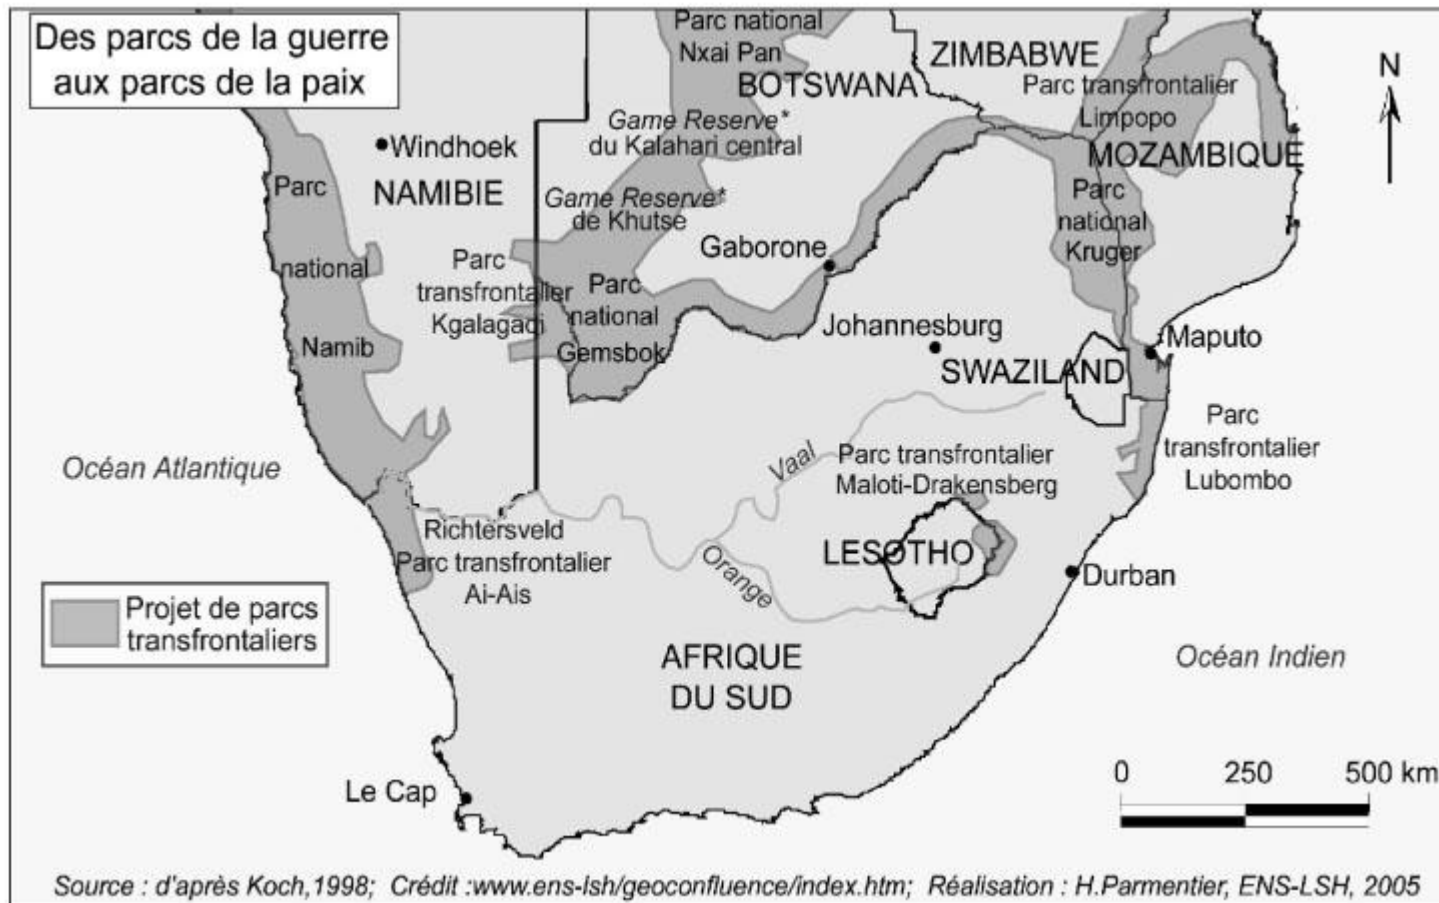 Des parcs de la guerre
aux parcs de la paix
Parc national
Nxai Pan
BOTSWANA
ZIMBABWE
Parc transfrontalier
Limpopo
MOZAMBIQUE
N
Windhoek
NAMIBIE
Game Reserve*
du Kalahari central
Game Reserve*
de Khutse
Parc
national
Namib
Parc
transfrontalier
Kgalagadi
Parc
national
Gemsbok
Gaborone
Parc
national
Kruger
Johannesburg
SWAZILAND
Maputo
Océan Atlantique
Vaal
Parc transfrontalier
Maloti-Drakensberg
Parc
transfrontalier
Lubombo
Richtersveld
Parc transfrontalier
Ai-Ais
Orange
LESOTHO
Durban
Projet de parcs
transfrontaliers
AFRIQUE
DU SUD
Océan Indien
Le Cap
0 250 500 km
Source : d'après Koch,1998; Crédit :www.ens-lsh/geoconfluence/index.htm; Réalisation : H.Parmentier, ENS-LSH, 2005